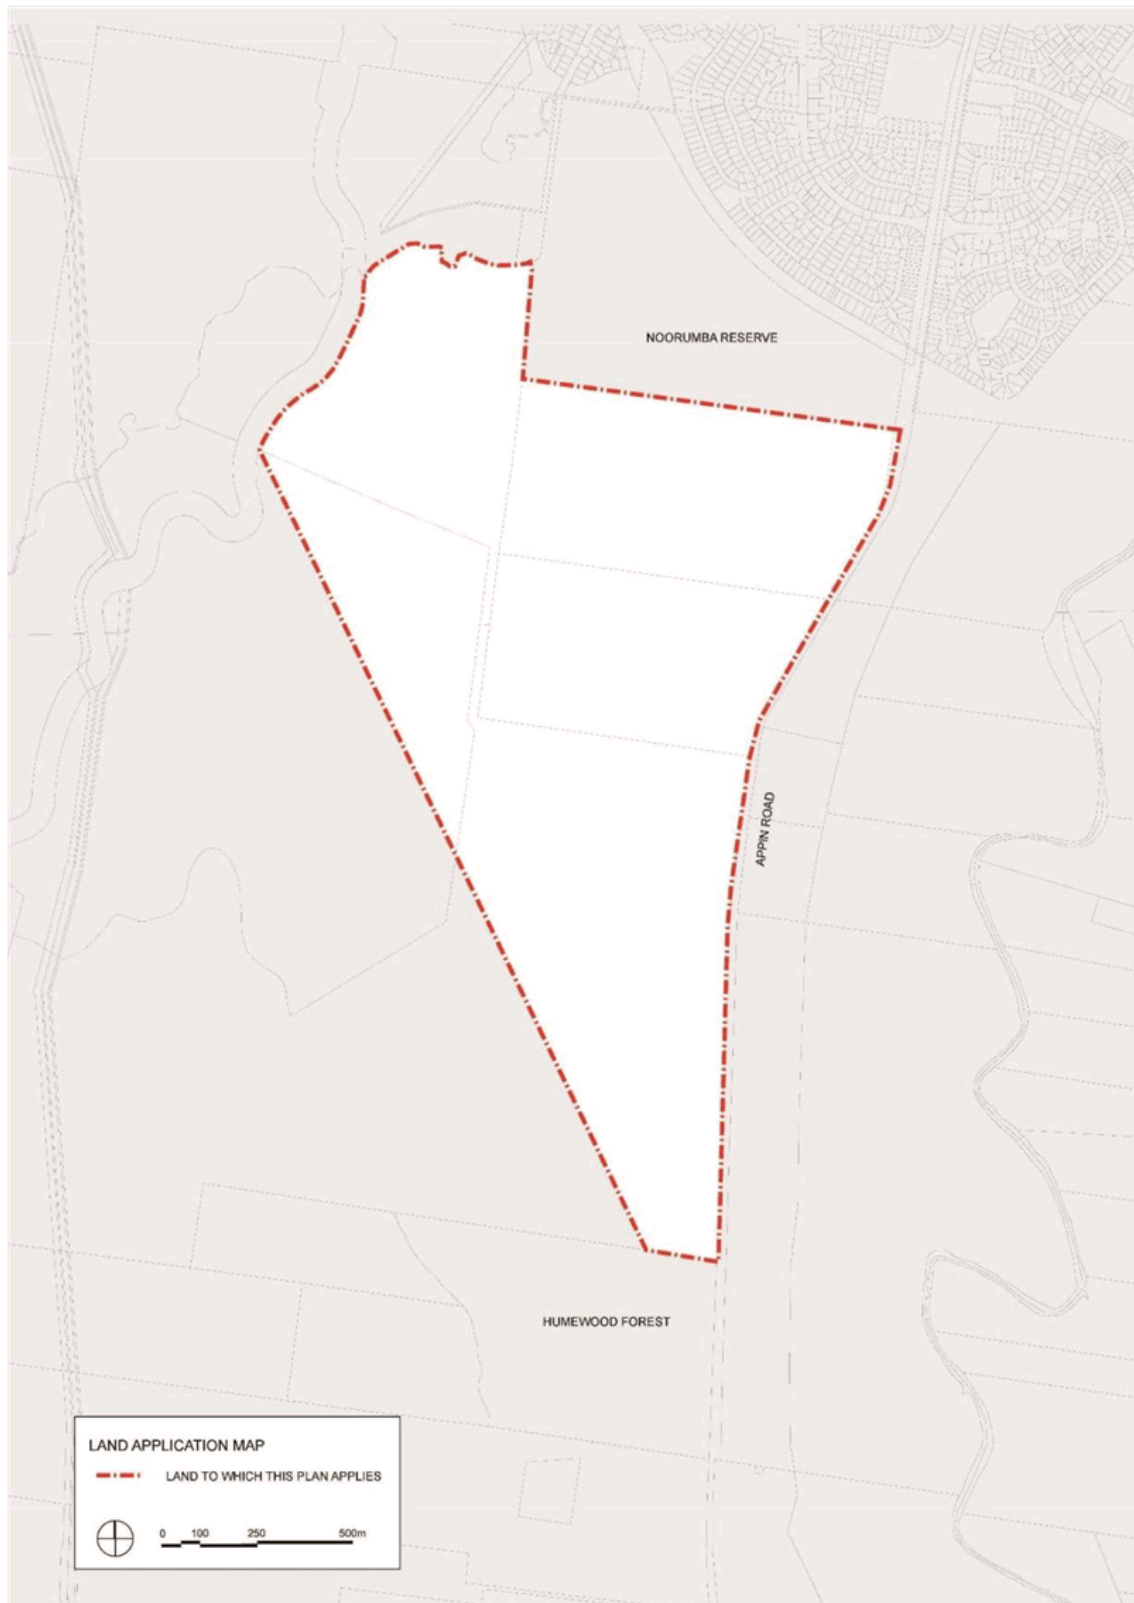 NOORUMBA RESERVE
APPIN ROAD
HUMEWOOD FOREST
LAND APPLICATION MAP
LAND TO WHICH THIS PLAN APPLIES
0 100 250 500m